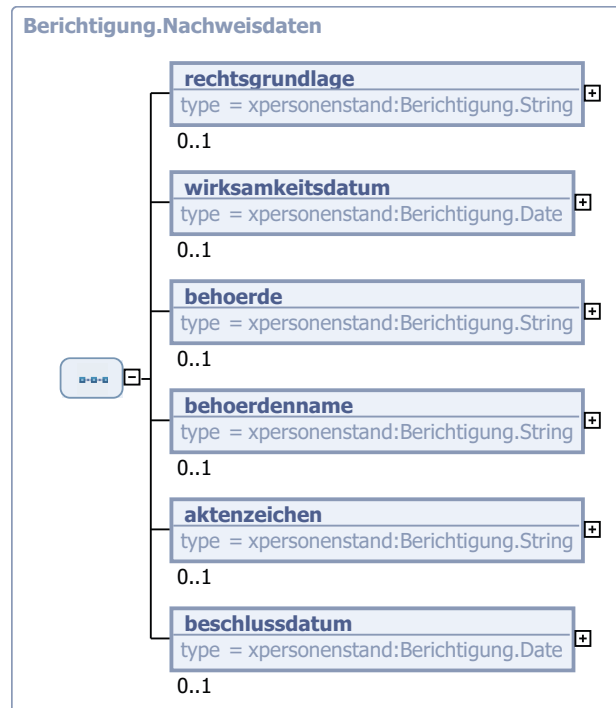 Berichtigung.Nachweisdaten
rechtsgrundlage
type = xpersonenstand:Berichtigung.String
0..1
wirksamkeitsdatum
type = xpersonenstand:Berichtigung.Date
0..1
behoerde
type = xpersonenstand:Berichtigung.String
0..1
behoerdenname
type = xpersonenstand:Berichtigung.String
0..1
aktenzeichen
type = xpersonenstand:Berichtigung.String
0..1
beschlussdatum
type = xpersonenstand:Berichtigung.Date
0..1